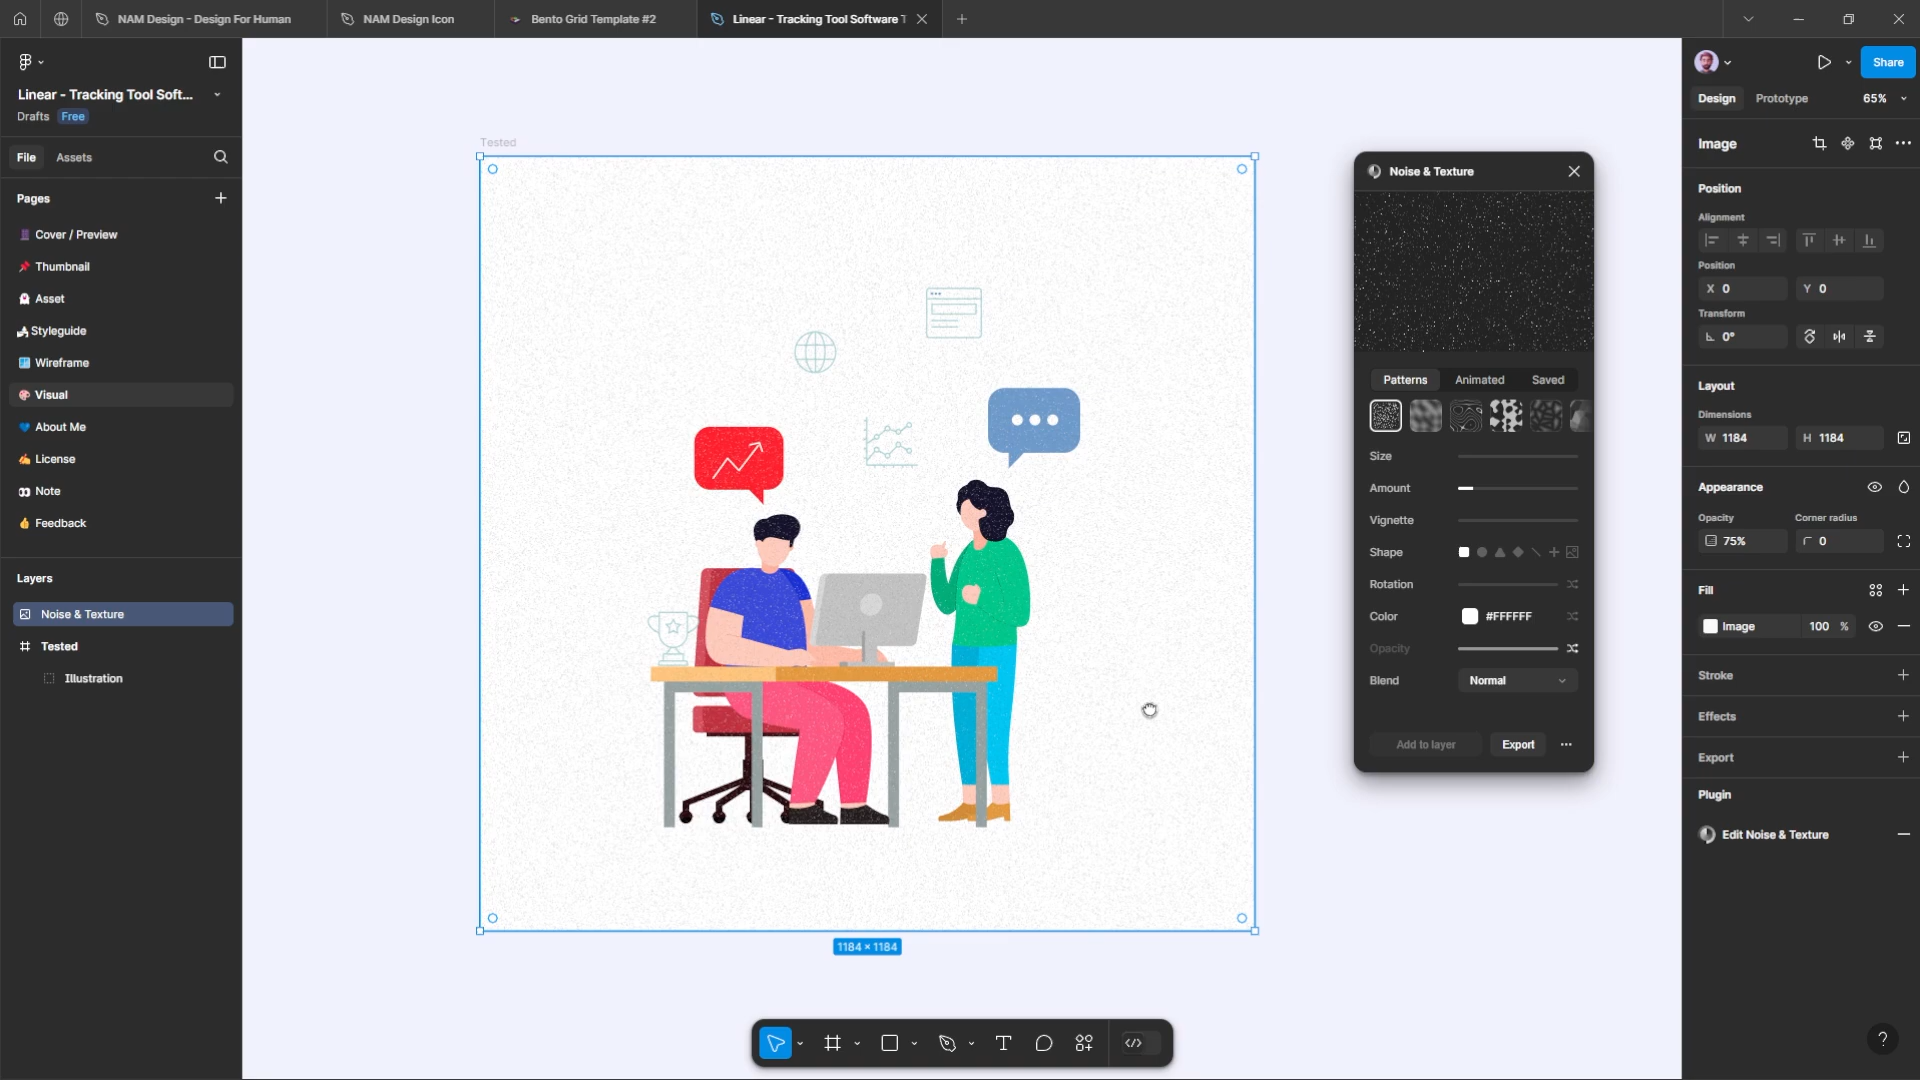 NAM Design - Design For Human
NAM Design Icon
Bento Grid Template #2
Linear - Tracking Tool Software T
Linear - Tracking Tool Soft...
Drafts Free
File Assets
Pages
Cover / Preview
Thumbnail
Asset
Styleguide
Wireframe
Visual
About Me
License
Note
Feedback
Layers
Noise & Texture
Tested
Illustration
Tested
1184 × 1184
Noise & Texture
Patterns Animated Saved
Size
Amount
Vignette
Shape
Rotation
Color #FFFFFF
Opacity
Blend Normal
Add to layer Export
Share
Design Prototype 65%
Image
Position
Alignment
Position
X 0 Y 0
Transform
0°
Layout
Dimensions
W 1184 H 1184
Appearance
Opacity Corner radius
75% 0
Fill
Image 100 %
Stroke
Effects
Export
Plugin
Edit Noise & Texture
?